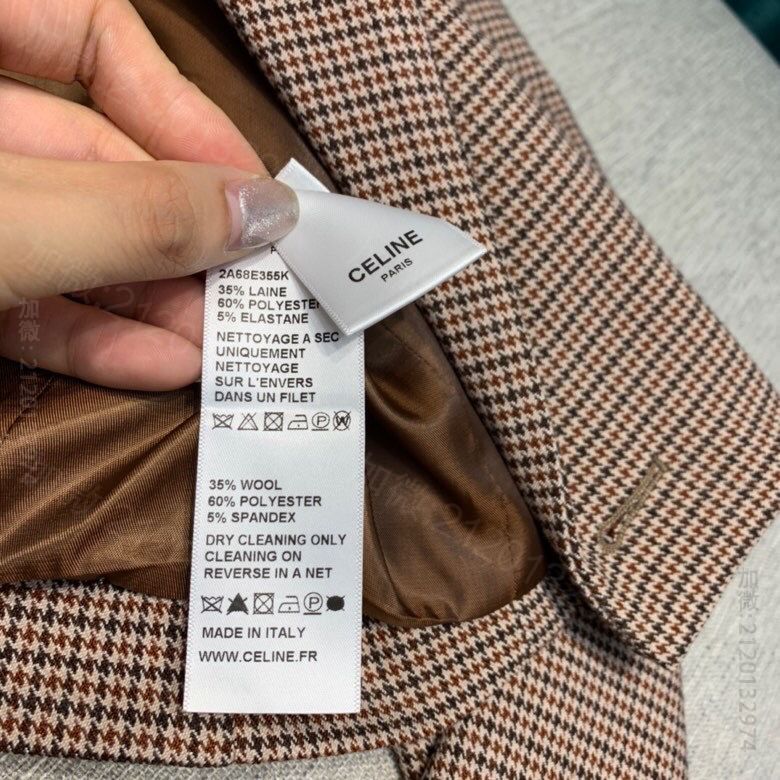 CELINE
PARIS
2A68E355K
35% LAINE
60% POLYESTER
5% ELASTANE
NETTOYAGE A SEC
UNIQUEMENT
NETTOYAGE
SUR L'ENVERS
DANS UN FILET
35% WOOL
60% POLYESTER
5% SPANDEX
DRY CLEANING ONLY
CLEANING ON
REVERSE IN A NET
MADE IN ITALY
WWW.CELINE.FR
加微:2170132974